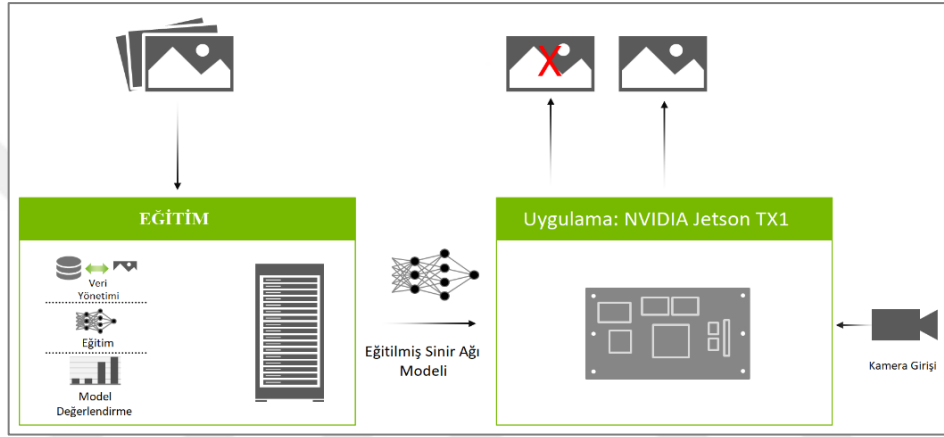 X
EĞİTİM
Veri
Yönetimi
Eğitim
Model
Değerlendirme
Eğitilmiş Sinir Ağı
Modeli
Uygulama: NVIDIA Jetson TX1
Kamera Girişi